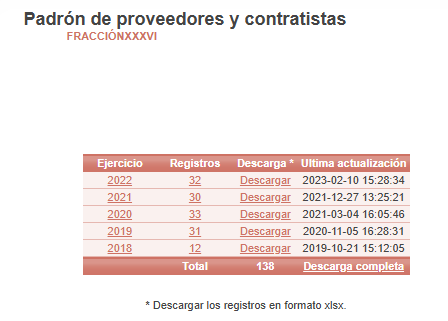 Padrón de proveedores y contratistas
FRACCIÓNXXXVI
Ejercicio Registros Descarga * Ultima actualización
2022 32 Descargar 2023-02-10 15:28:34
2021 30 Descargar 2021-12-27 13:25:21
2020 33 Descargar 2021-03-04 16:05:46
2019 31 Descargar 2020-11-05 16:28:31
2018 12 Descargar 2019-10-21 15:12:05
Total 138 Descarga completa
* Descargar los registros en formato xlsx.